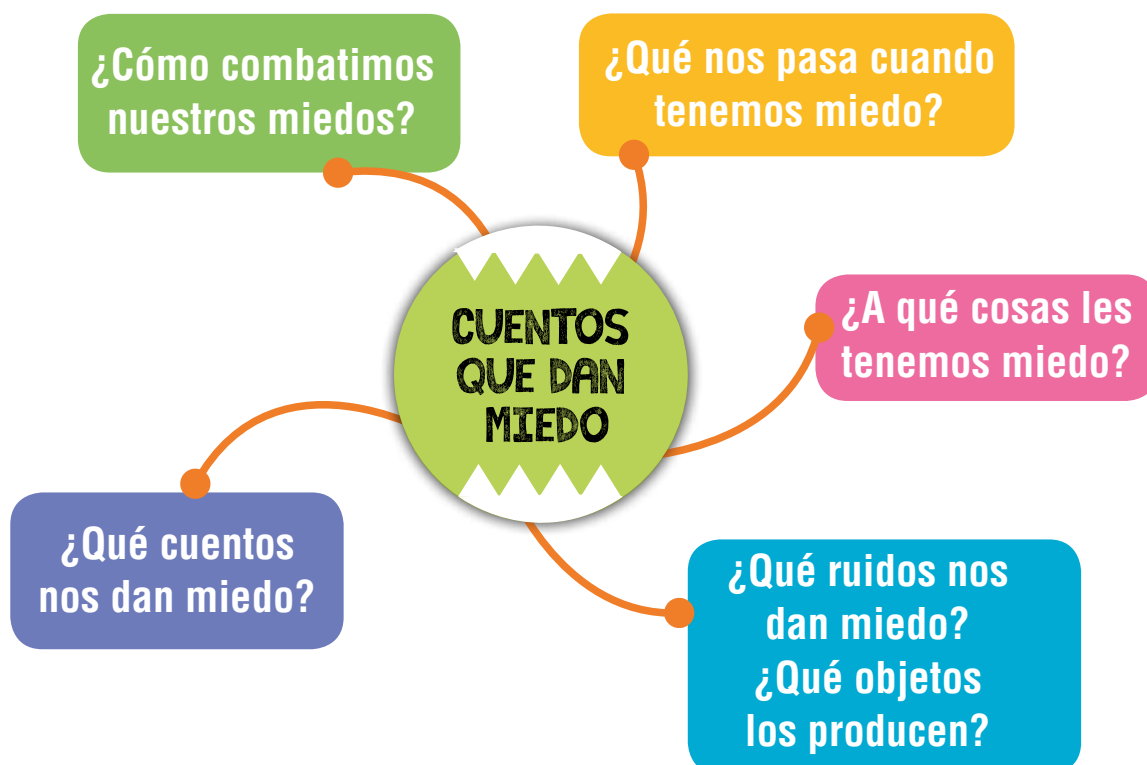 ¿Cómo combatimos
nuestros miedos?
¿Qué nos pasa cuando
tenemos miedo?
CUENTOS
QUE DAN
MIEDO
¿A qué cosas les
tenemos miedo?
¿Qué cuentos
nos dan miedo?
¿Qué ruidos nos
dan miedo?
¿Qué objetos
los producen?